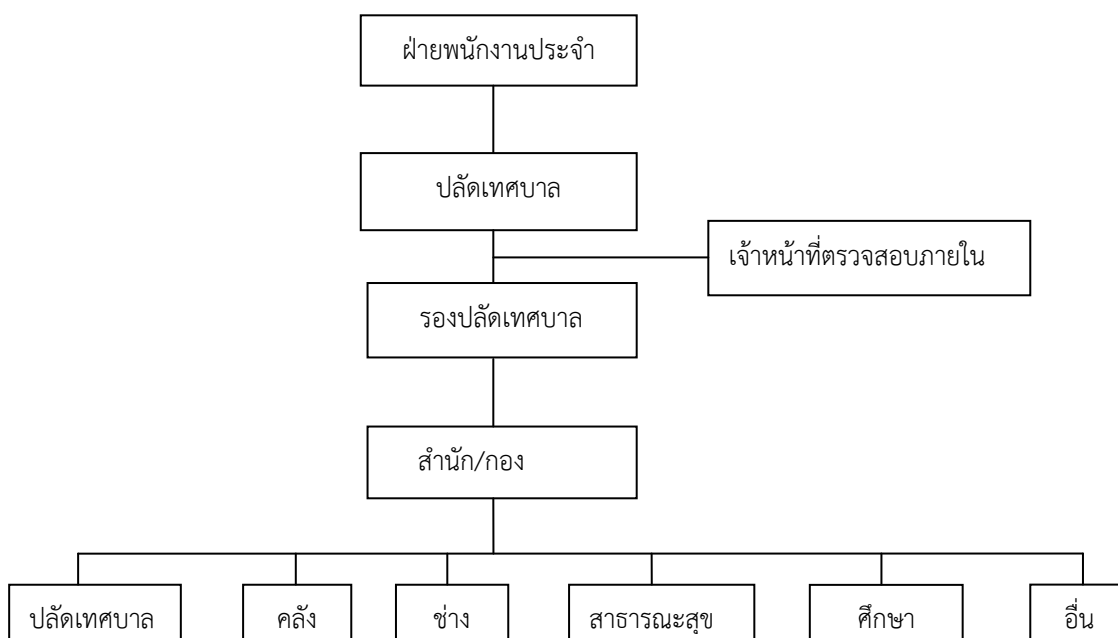 ฝ่ายพนักงานประจำ
ปลัดเทศบาล
เจ้าหน้าที่ตรวจสอบภายใน
รองปลัดเทศบาล
สำนัก/กอง
ปลัดเทศบาล
คลัง
ช่าง
สาธารณะสุข
ศึกษา
อื่น